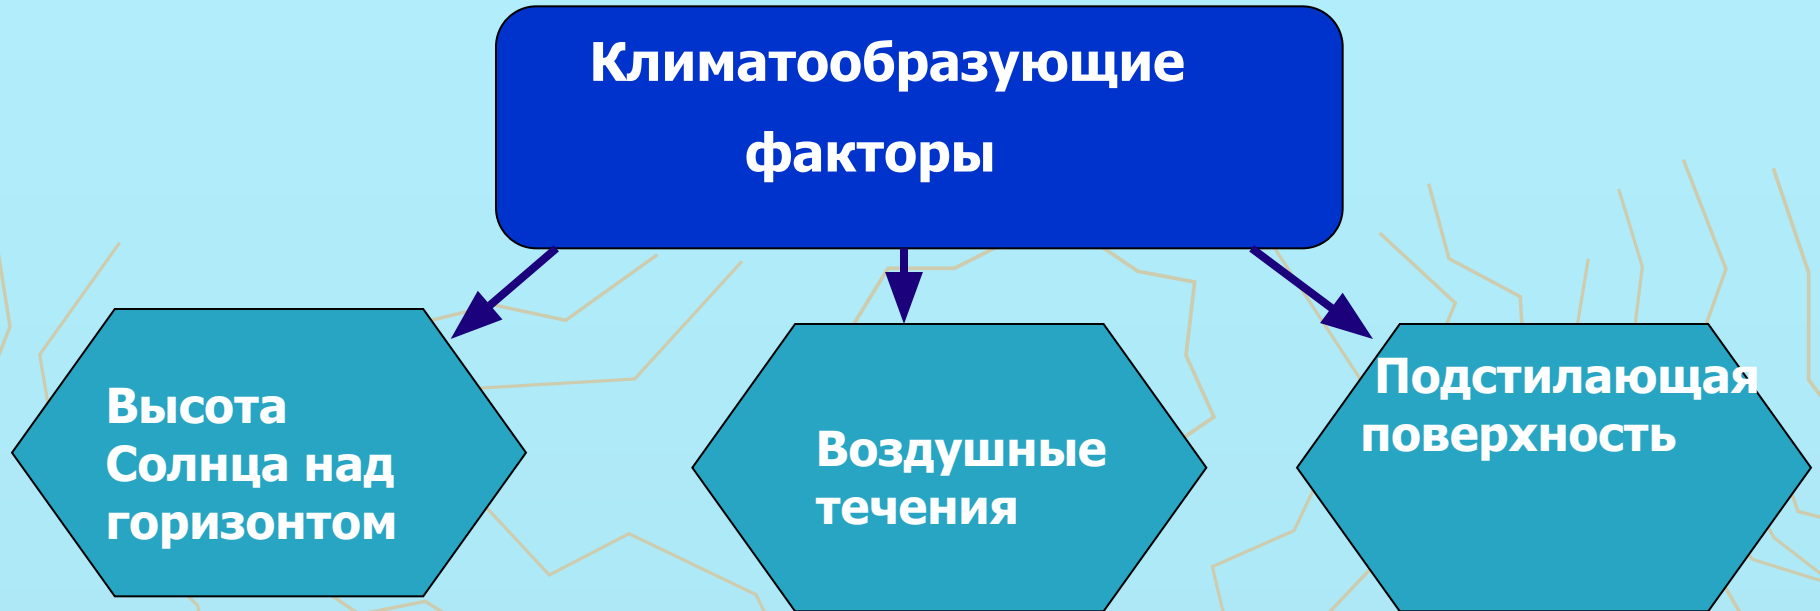 Климатообразующие
факторы
Высота
Солнца над
горизонтом
Воздушные
течения
Подстилающая
поверхность